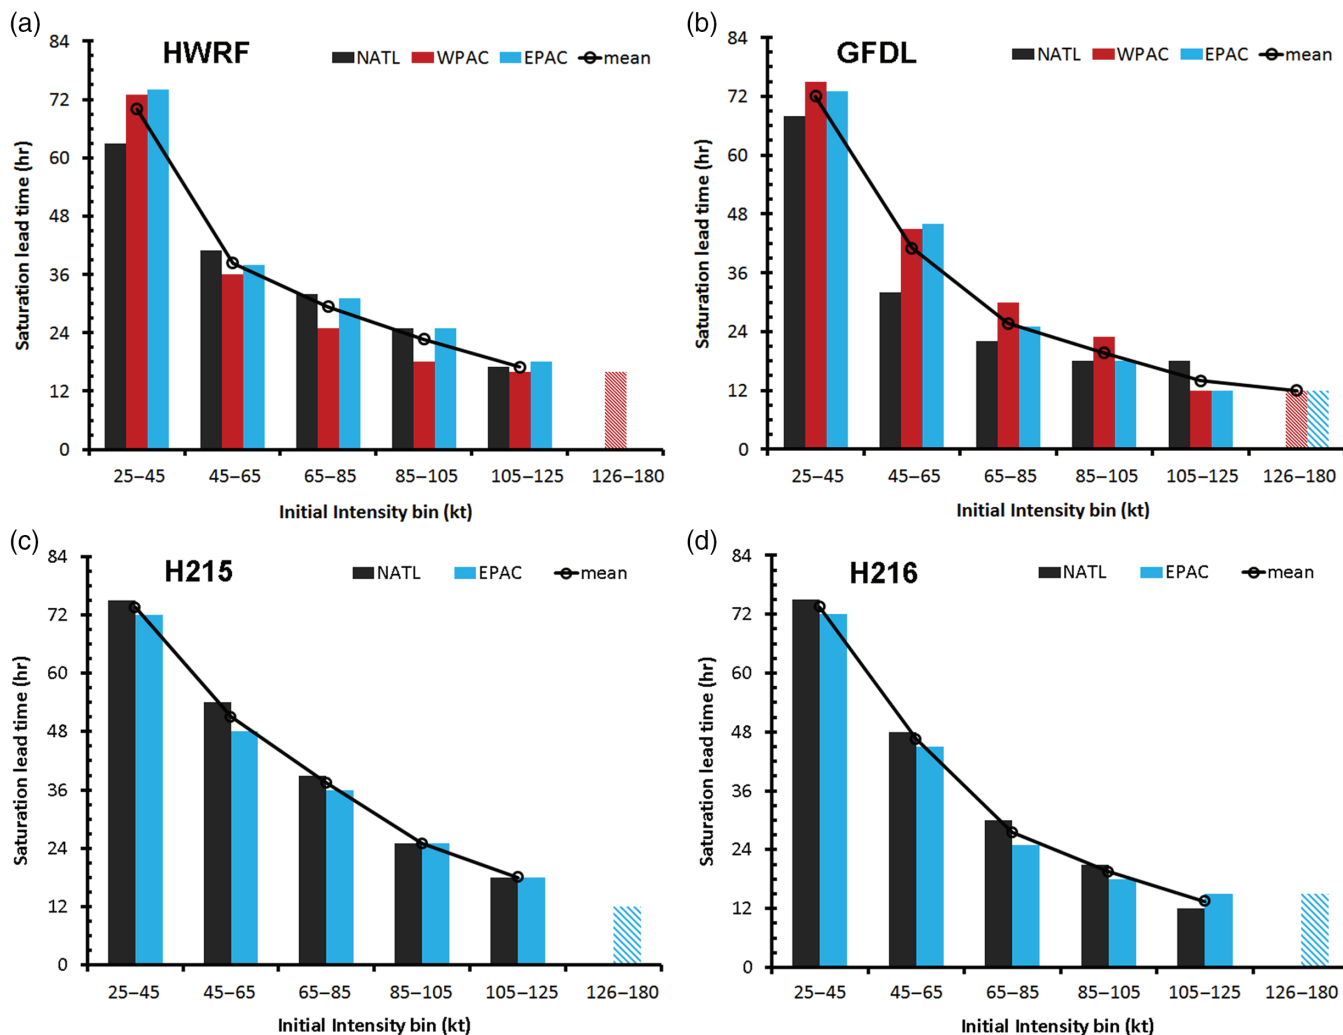 (a)
HWRF
NATL WPAC EPAC mean
Saturation lead time (hr)
84
72
60
48
36
24
12
0
25–45 45–65 65–85 85–105 105–125 126–180
Initial Intensity bin (kt)
(b)
GFDL
NATL WPAC EPAC mean
Saturation lead time (hr)
84
72
60
48
36
24
12
0
25–45 45–65 65–85 85–105 105–125 126–180
Initial Intensity bin (kt)
(c)
H215
NATL EPAC mean
Saturation lead time (hr)
84
72
60
48
36
24
12
0
25–45 45–65 65–85 85–105 105–125 126–180
Initial Intensity bin (kt)
(d)
H216
NATL EPAC mean
Saturation lead time (hr)
84
72
60
48
36
24
12
0
25–45 45–65 65–85 85–105 105–125 126–180
Initial Intensity bin (kt)